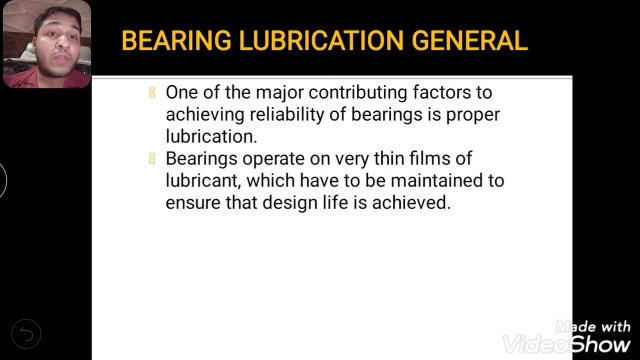 BEARING LUBRICATION GENERAL
One of the major contributing factors to
achieving reliability of bearings is proper
lubrication.
Bearings operate on very thin films of
lubricant, which have to be maintained to
ensure that design life is achieved.
Made with
VideoShow